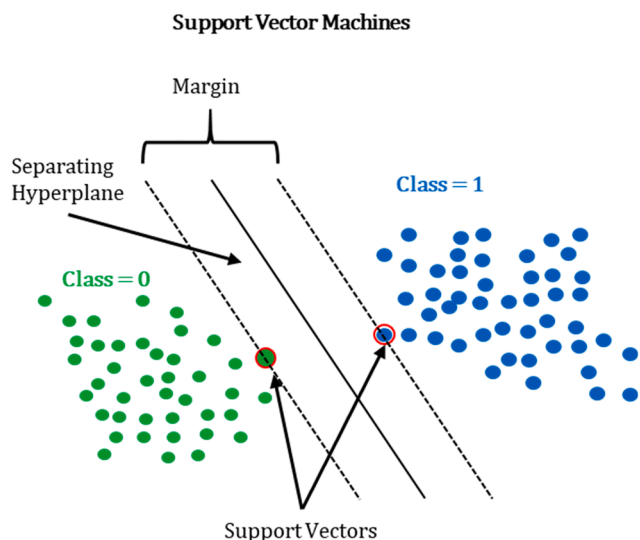 Support Vector Machines
Margin
Separating
Hyperplane
Class = 1
Class = 0
Support Vectors